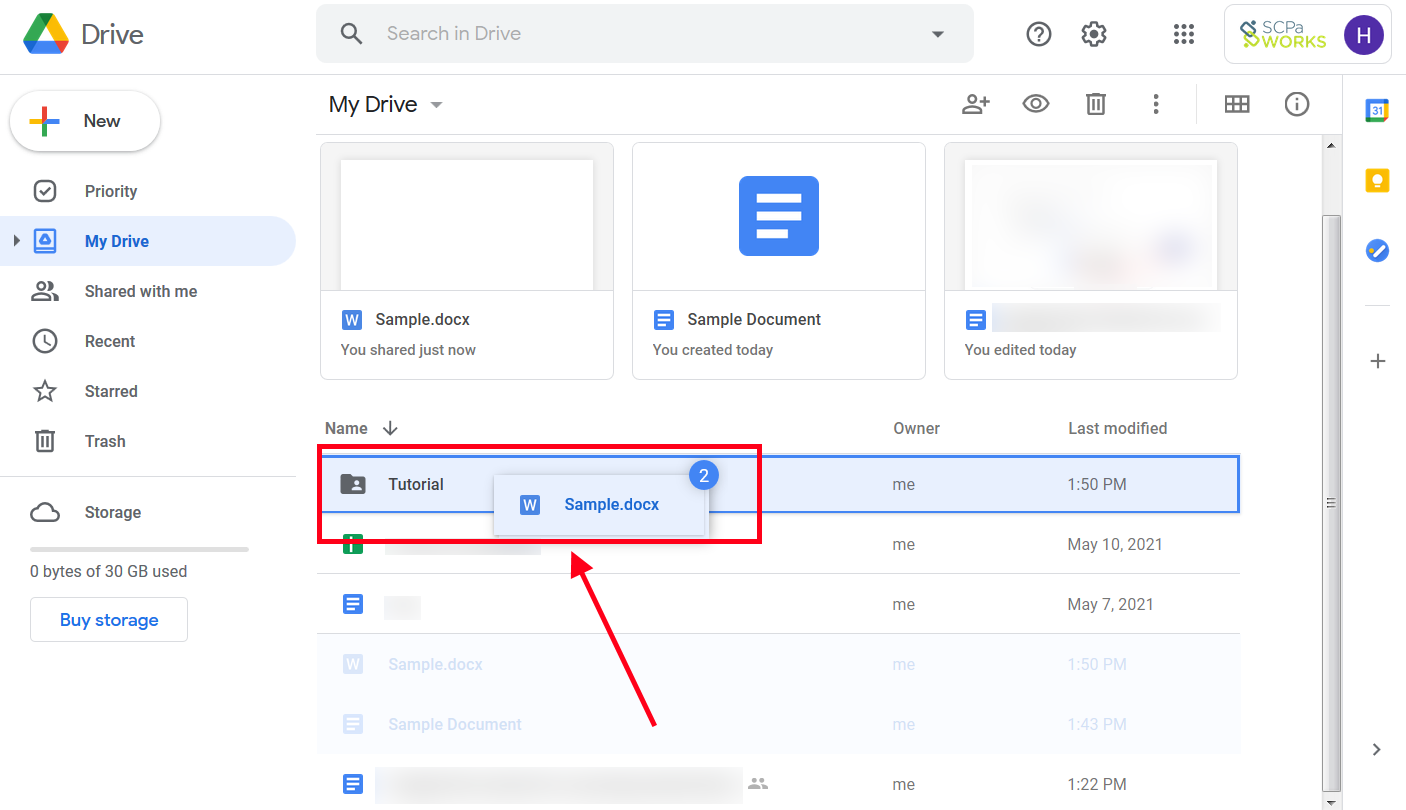 Drive
Search in Drive
SCPa
WORKS
H
New
My Drive
31
Priority
My Drive
Shared with me
Recent
Starred
Trash
Storage
0 bytes of 30 GB used
Buy storage
W Sample.docx
You shared just now
Sample Document
You created today
You edited today
Name Owner Last modified
Tutorial me 1:50 PM
2
W Sample.docx
me May 10, 2021
me May 7, 2021
W Sample.docx me 1:50 PM
Sample Document me 1:43 PM
me 1:22 PM